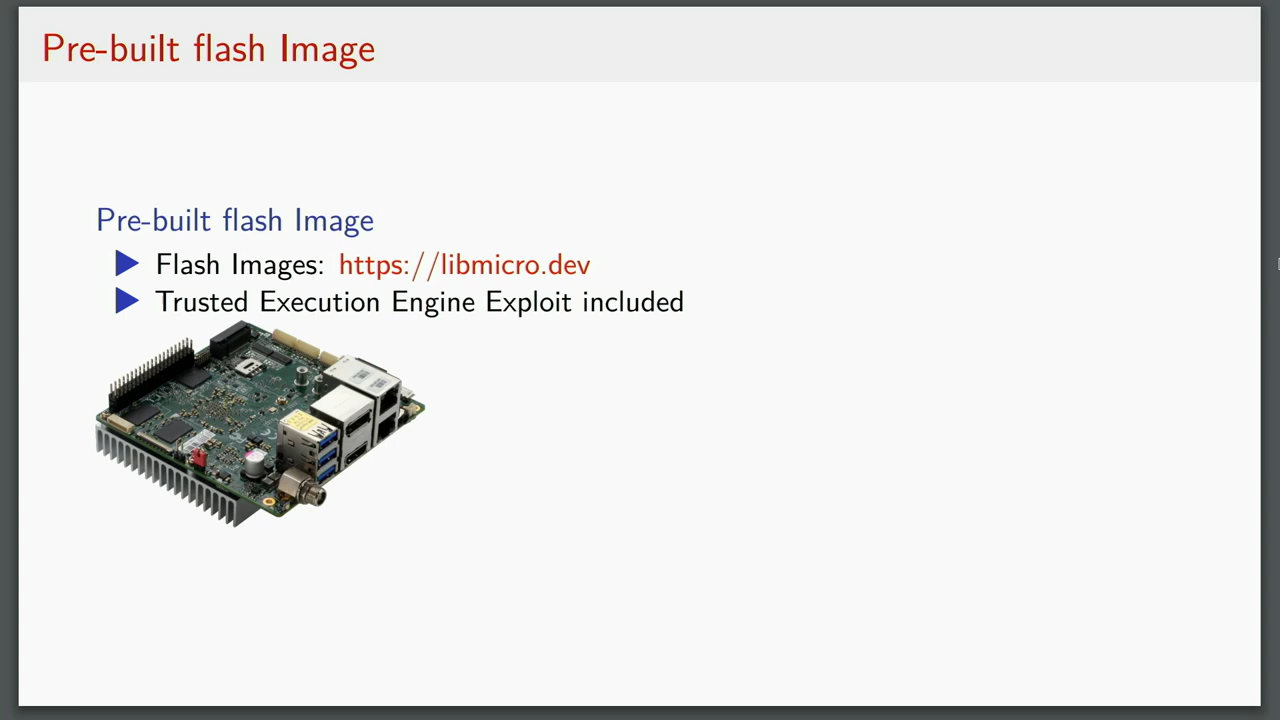 Pre-built flash Image
Pre-built flash Image
▶ Flash Images: https://libmicro.dev
▶ Trusted Execution Engine Exploit included